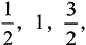 1/2, 1, 3/2,